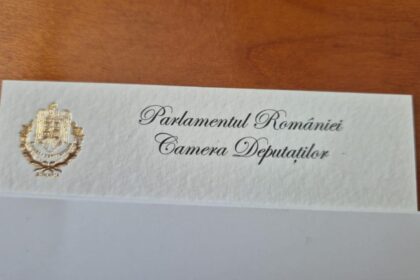 Parlamentul României
Camera Deputaților